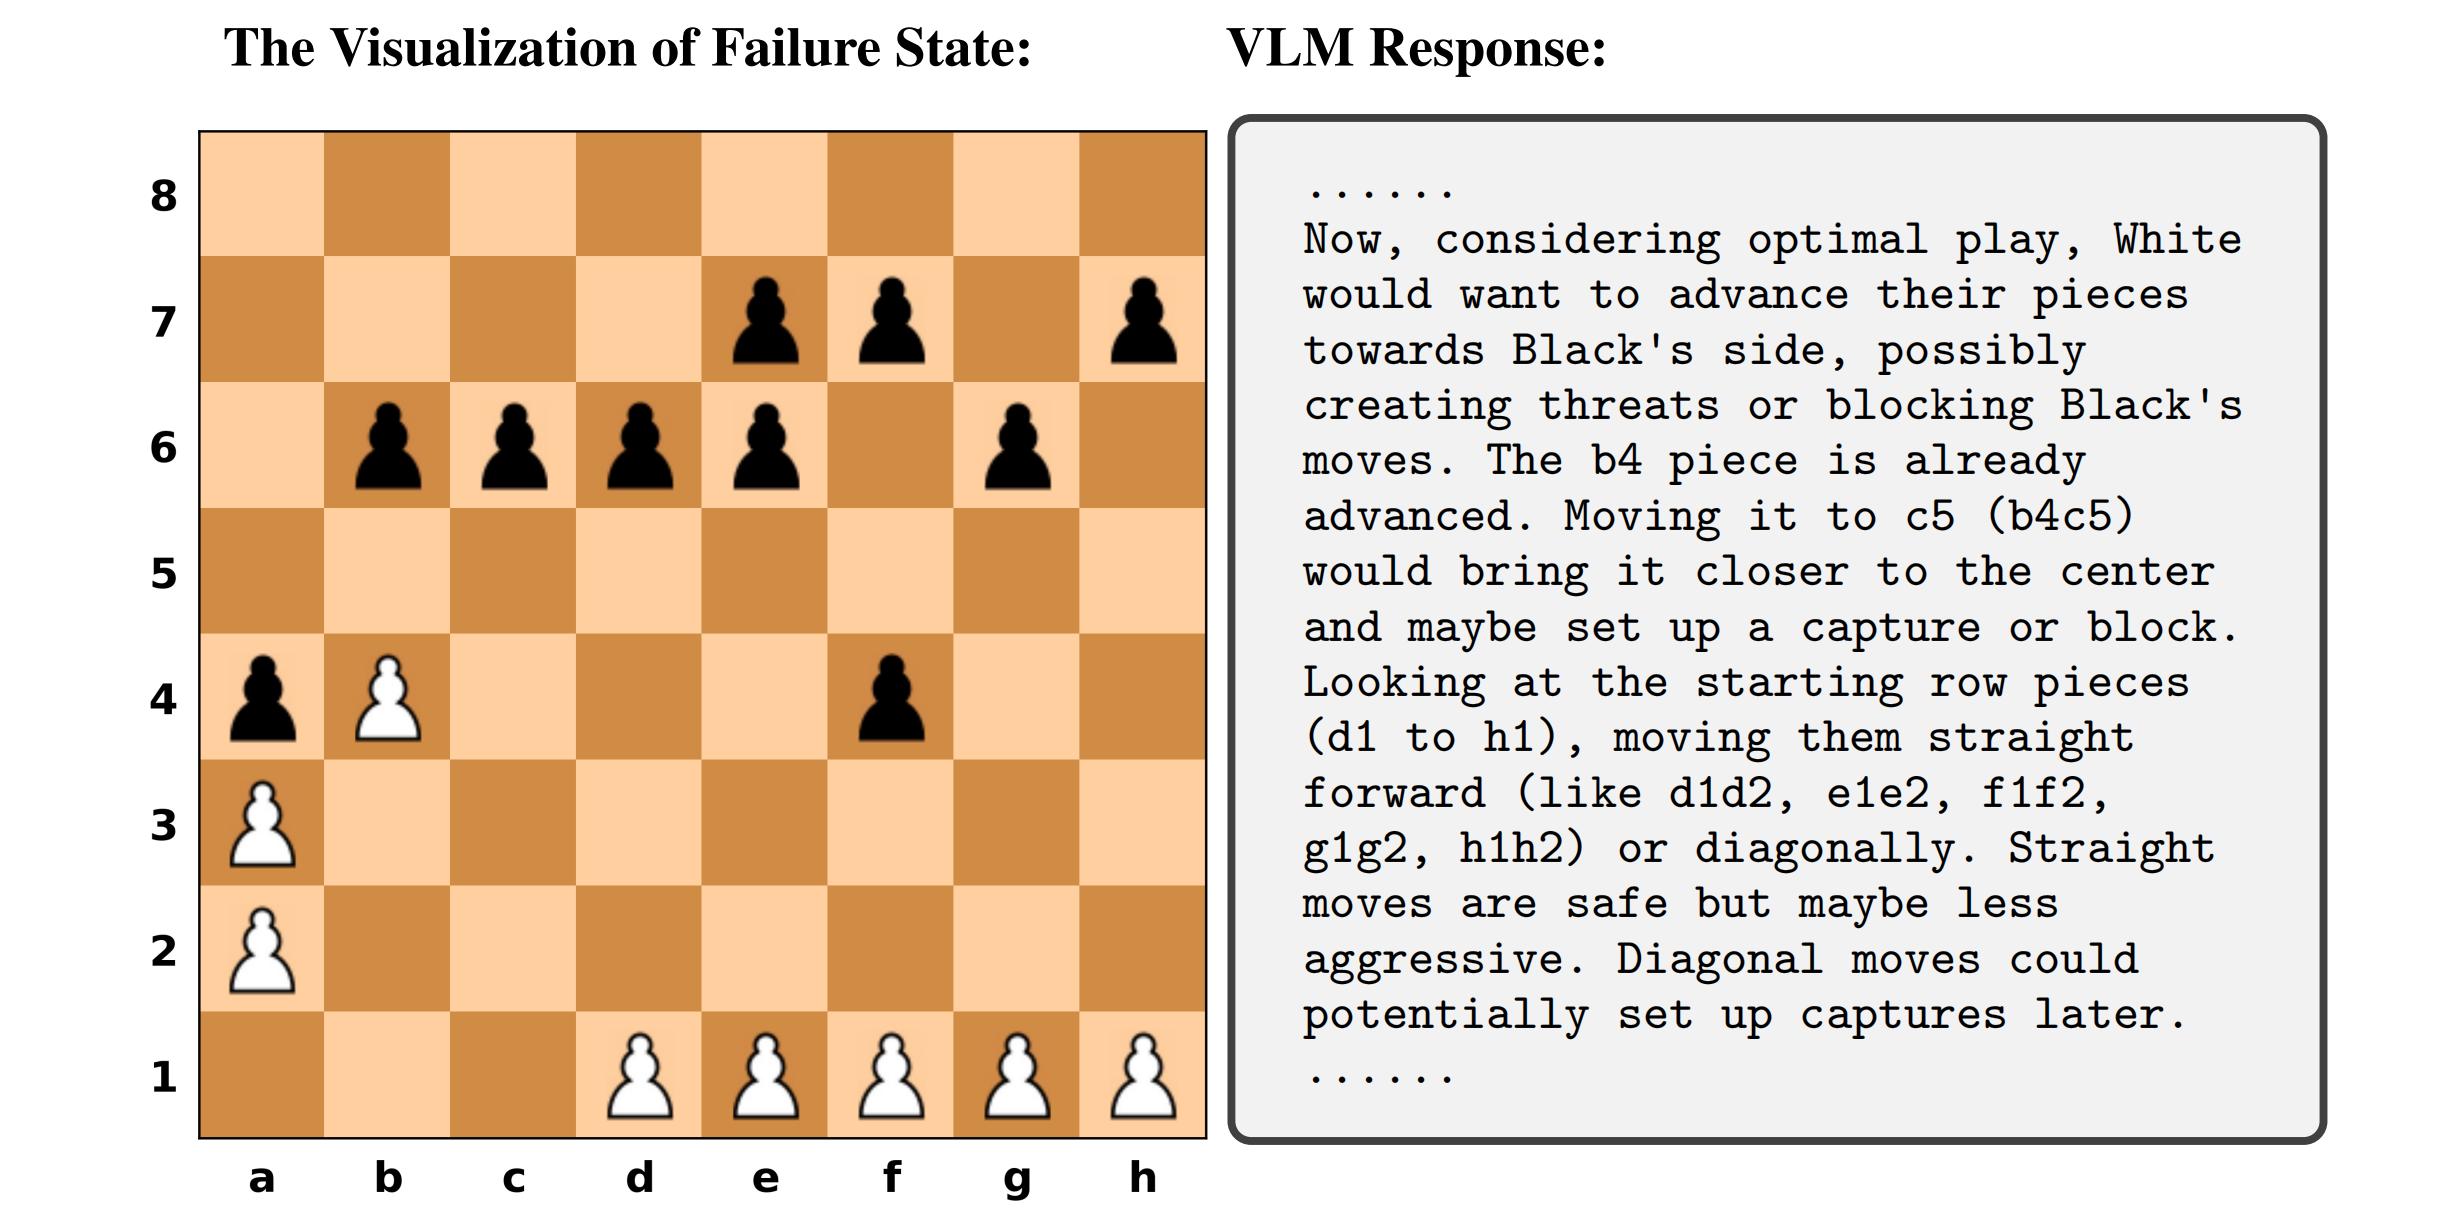 The Visualization of Failure State:
VLM Response:
8
7
6
5
4
3
2
1
a b c d e f g h
......
Now, considering optimal play, White
would want to advance their pieces
towards Black's side, possibly
creating threats or blocking Black's
moves. The b4 piece is already
advanced. Moving it to c5 (b4c5)
would bring it closer to the center
and maybe set up a capture or block.
Looking at the starting row pieces
(d1 to h1), moving them straight
forward (like d1d2, e1e2, f1f2,
g1g2, h1h2) or diagonally. Straight
moves are safe but maybe less
aggressive. Diagonal moves could
potentially set up captures later.
......